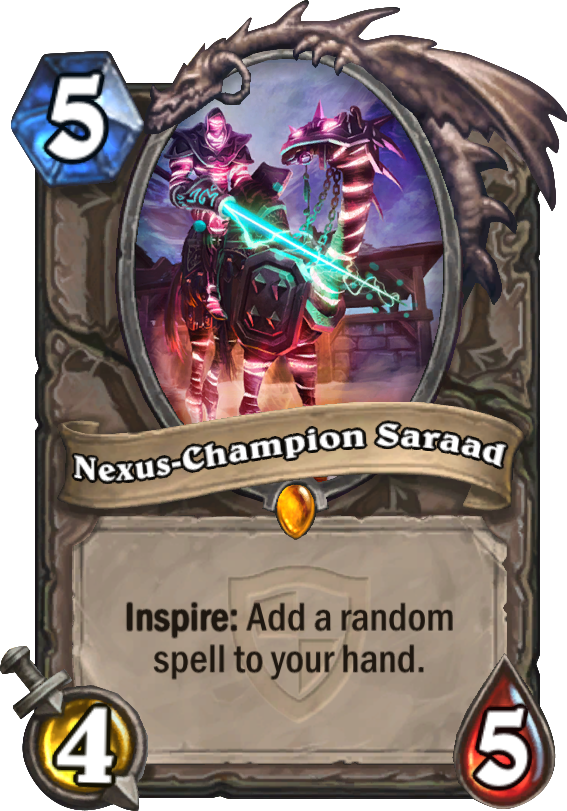 5
Nexus-Champion Saraad
Inspire: Add a random
spell to your hand.
4
5